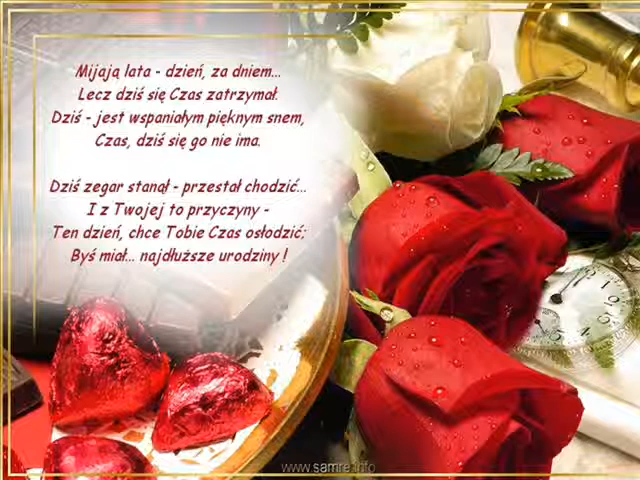 Mijają lata - dzień, za dniem...
Lecz dziś się Czas zatrzymał.
Dziś - jest wspaniałym pięknym snem,
Czas, dziś się go nie ima.
Dziś zegar stanął - przestał chodzić...
I z Twojej to przyczyny -
Ten dzień, chce Tobie Czas osłodzić;
Byś miał... najdłuższe urodziny !
www.samre.info